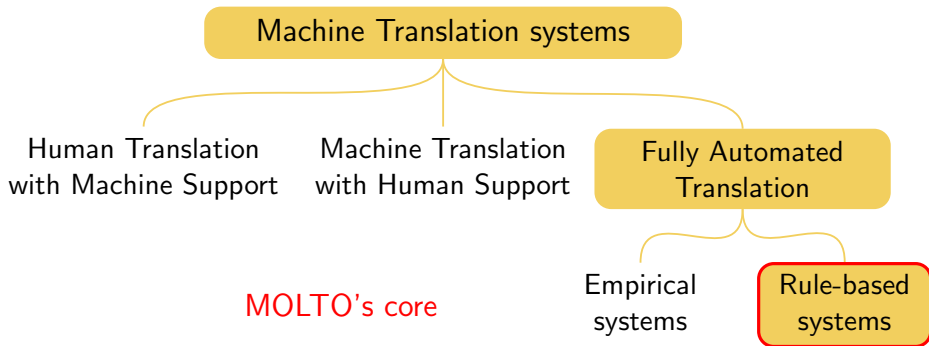 Machine Translation systems
Human Translation
with Machine Support
Machine Translation
with Human Support
Fully Automated
Translation
MOLTO's core
Empirical
systems
Rule-based
systems